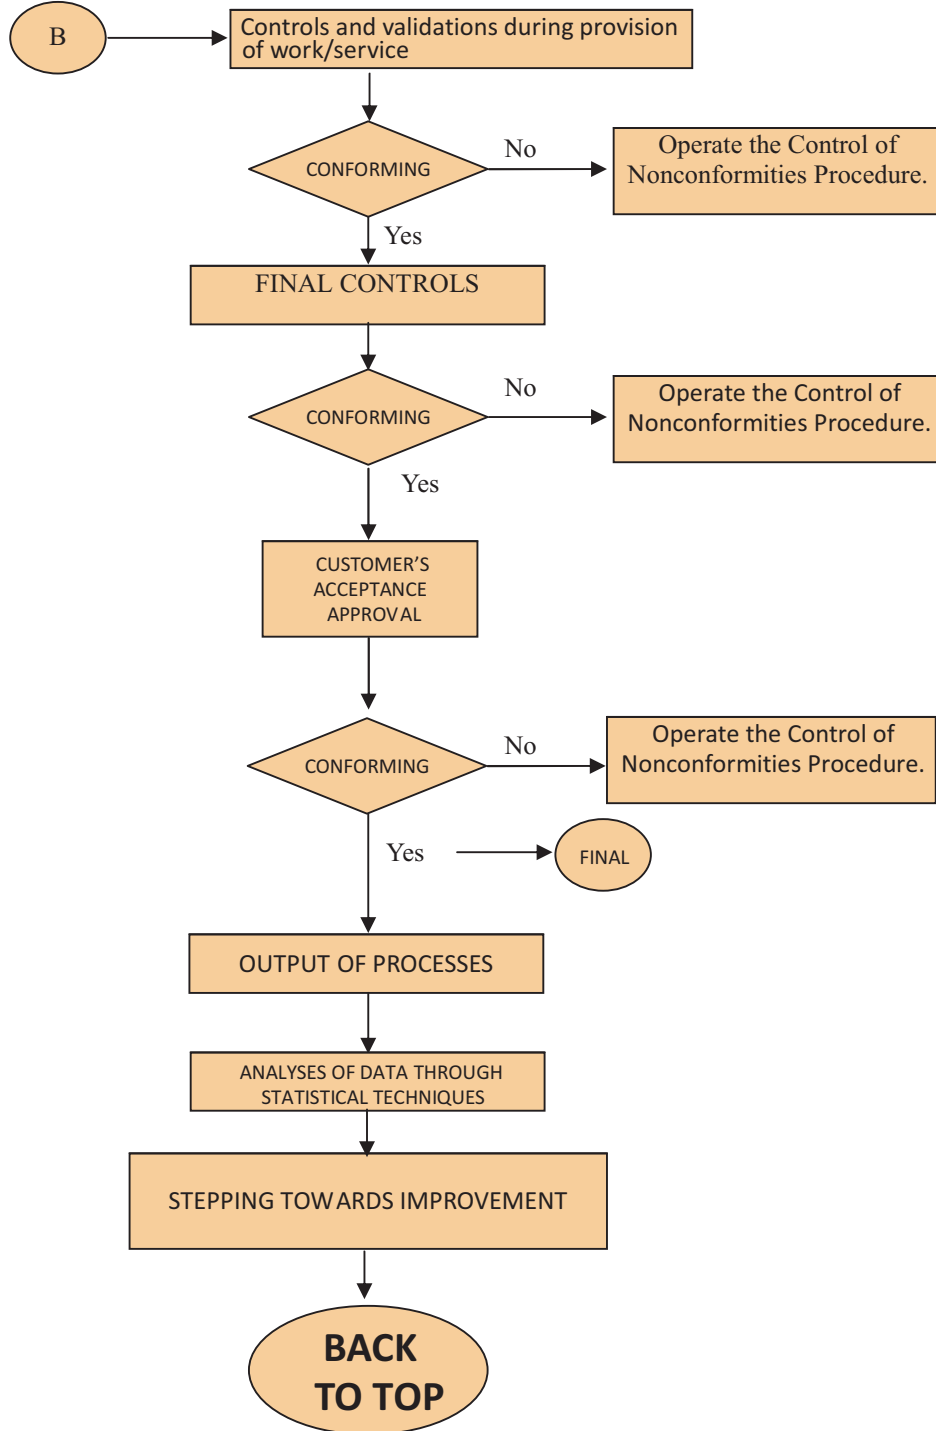 B
Controls and validations during provision
of work/service
CONFORMING
No
Operate the Control of
Nonconformities Procedure.
Yes
FINAL CONTROLS
CONFORMING
No
Operate the Control of
Nonconformities Procedure.
Yes
CUSTOMER’S
ACCEPTANCE
APPROVAL
CONFORMING
No
Operate the Control of
Nonconformities Procedure.
Yes
FINAL
OUTPUT OF PROCESSES
ANALYSES OF DATA THROUGH
STATISTICAL TECHNIQUES
STEPPING TOWARDS IMPROVEMENT
BACK
TO TOP